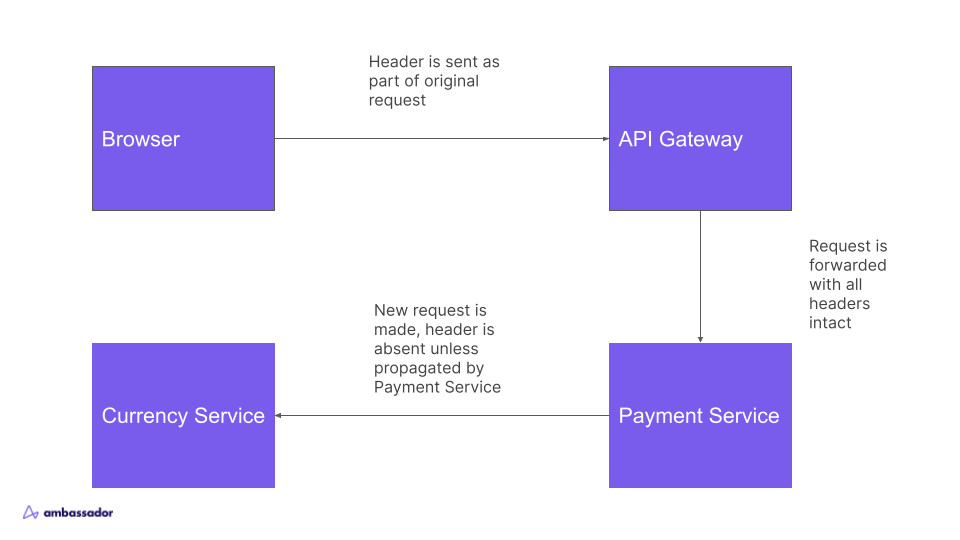 Header is sent as
part of original
request
Browser
API Gateway
Request is
forwarded
with all
headers
intact
New request is
made, header is
absent unless
propagated by
Payment Service
Currency Service
Payment Service
ambassador